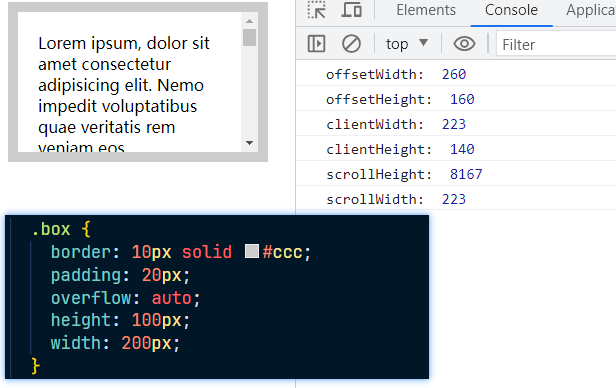 Lorem ipsum, dolor sit
amet consectetur
adipisicing elit. Nemo
impedit voluptatibus
quae veritatis rem
veniam eos
Elements Console Applica
top Filter
offsetWidth: 260
offsetHeight: 160
clientWidth: 223
clientHeight: 140
scrollHeight: 8167
scrollWidth: 223
.box {
border: 10px solid #ccc;
padding: 20px;
overflow: auto;
height: 100px;
width: 200px;
}